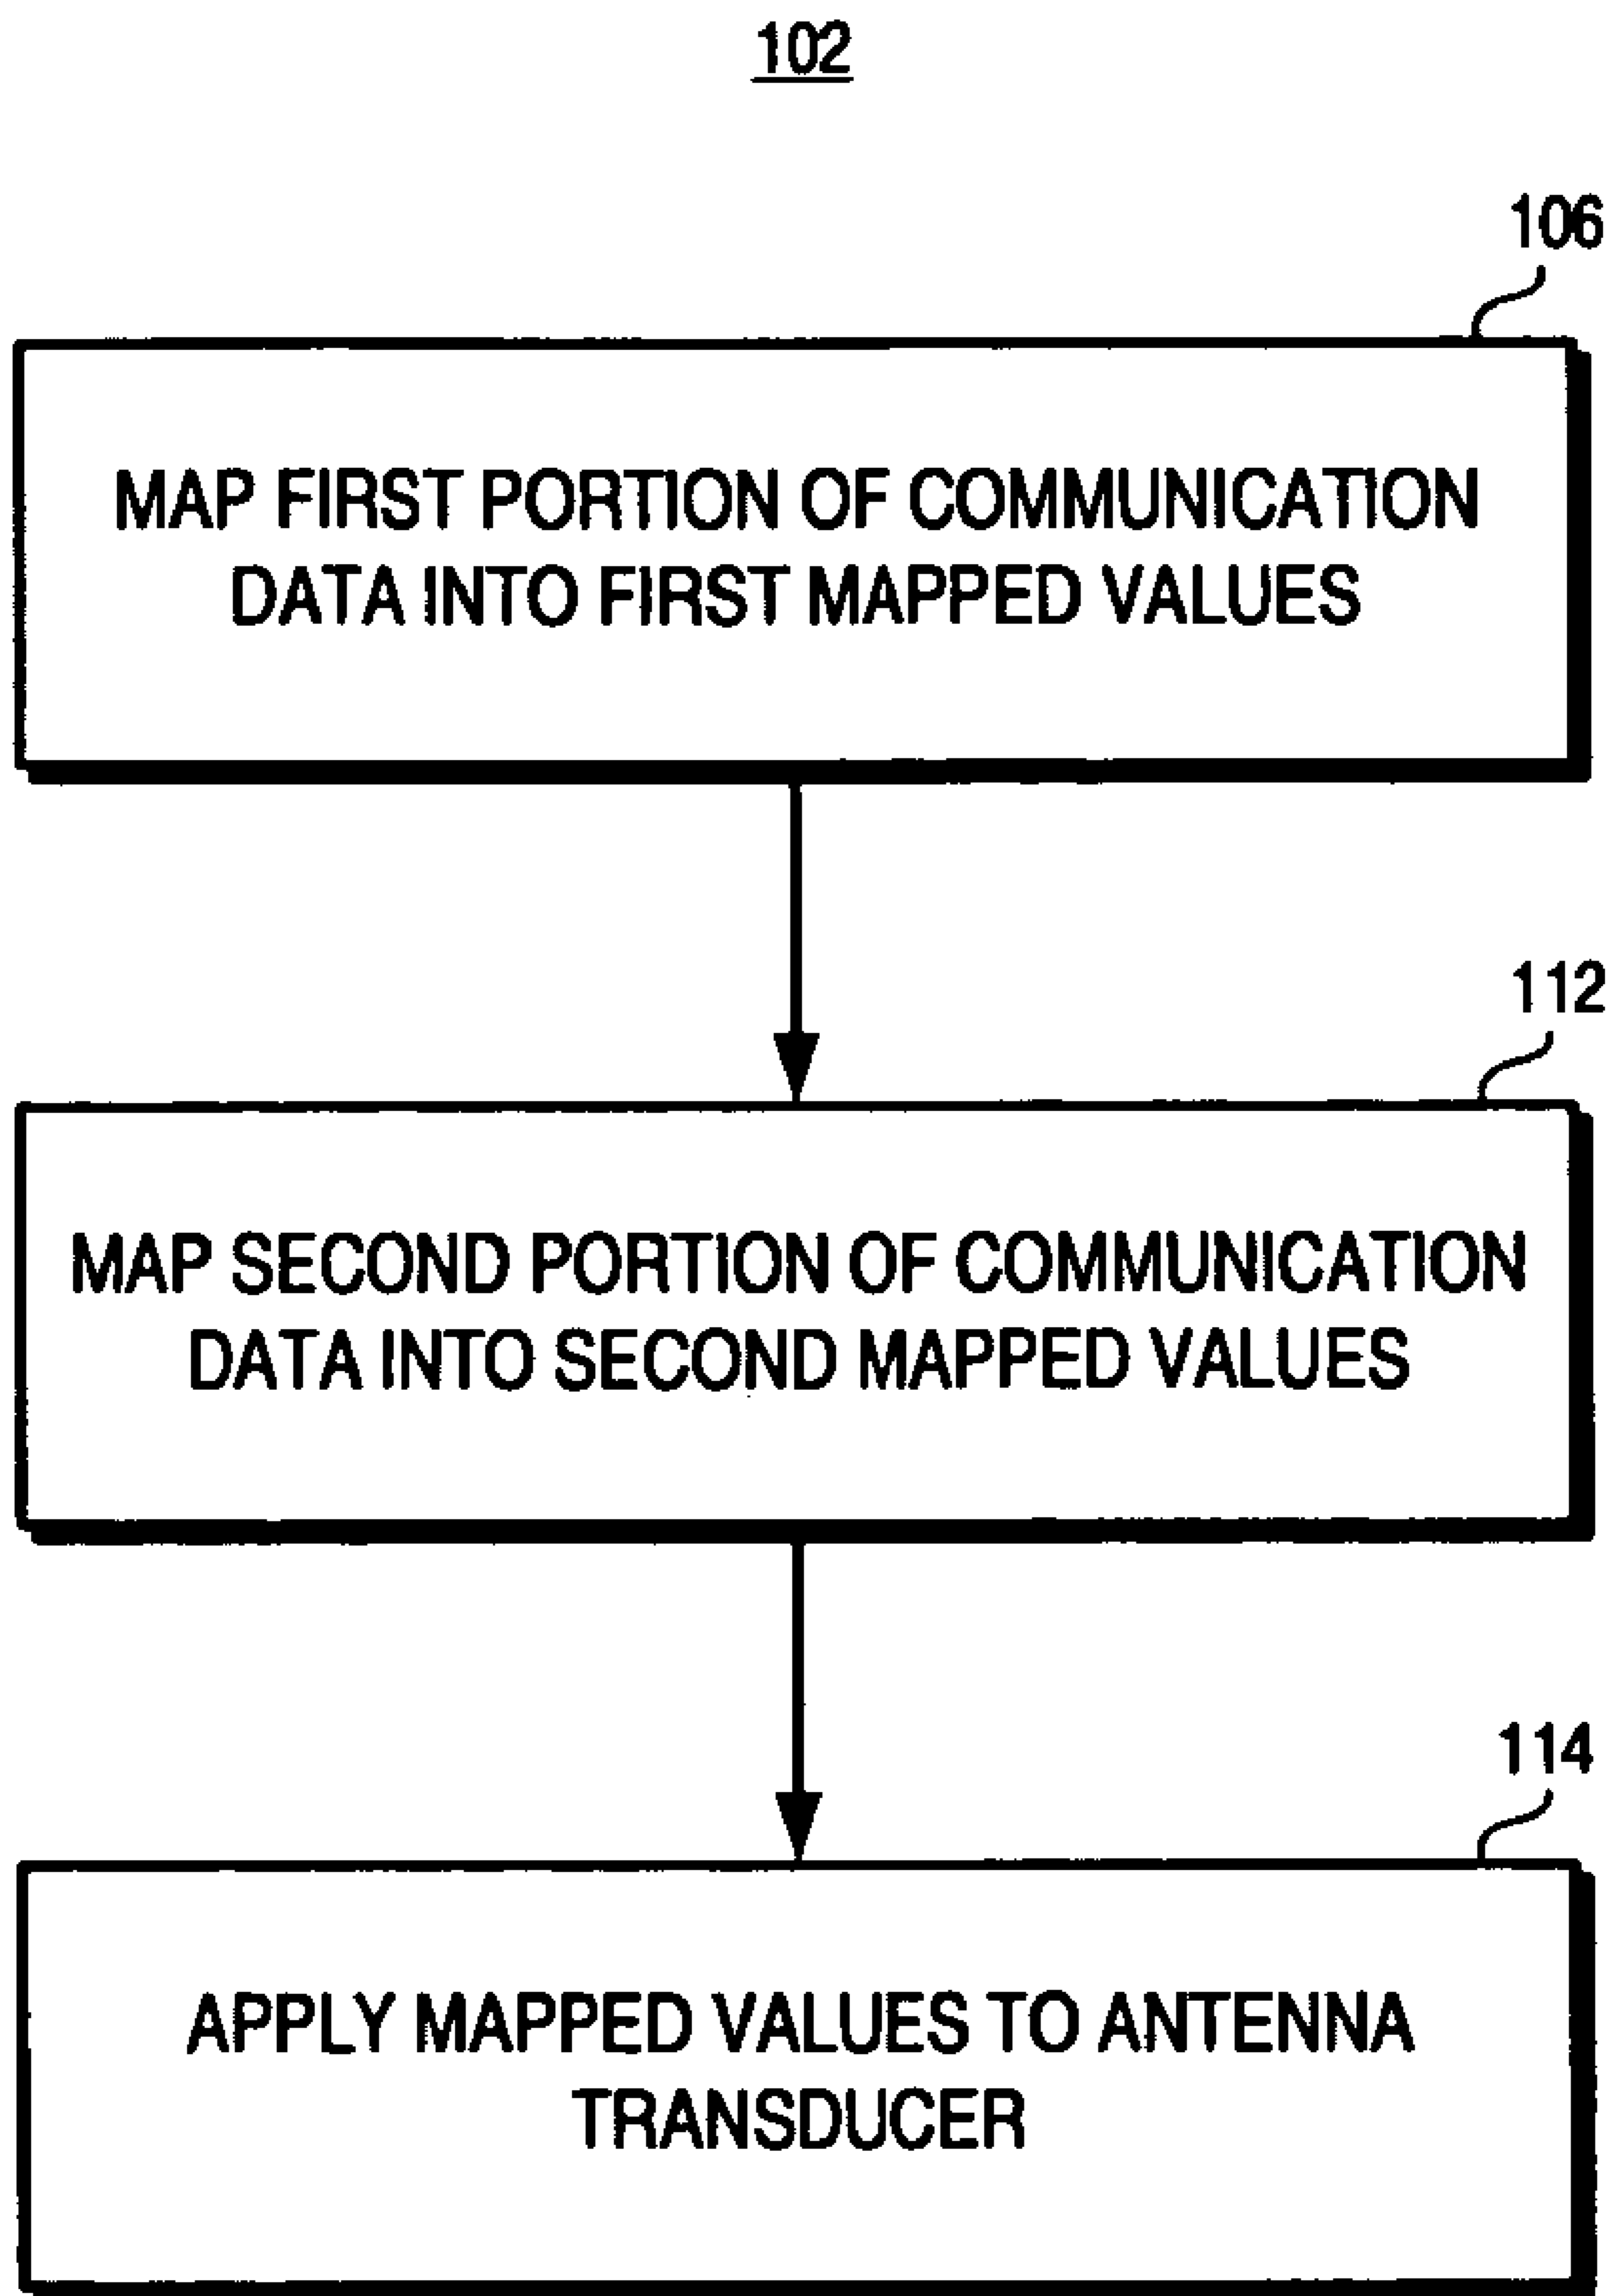 102
106
MAP FIRST PORTION OF COMMUNICATION
DATA INTO FIRST MAPPED VALUES
112
MAP SECOND PORTION OF COMMUNICATION
DATA INTO SECOND MAPPED VALUES
114
APPLY MAPPED VALUES TO ANTENNA
TRANSDUCER